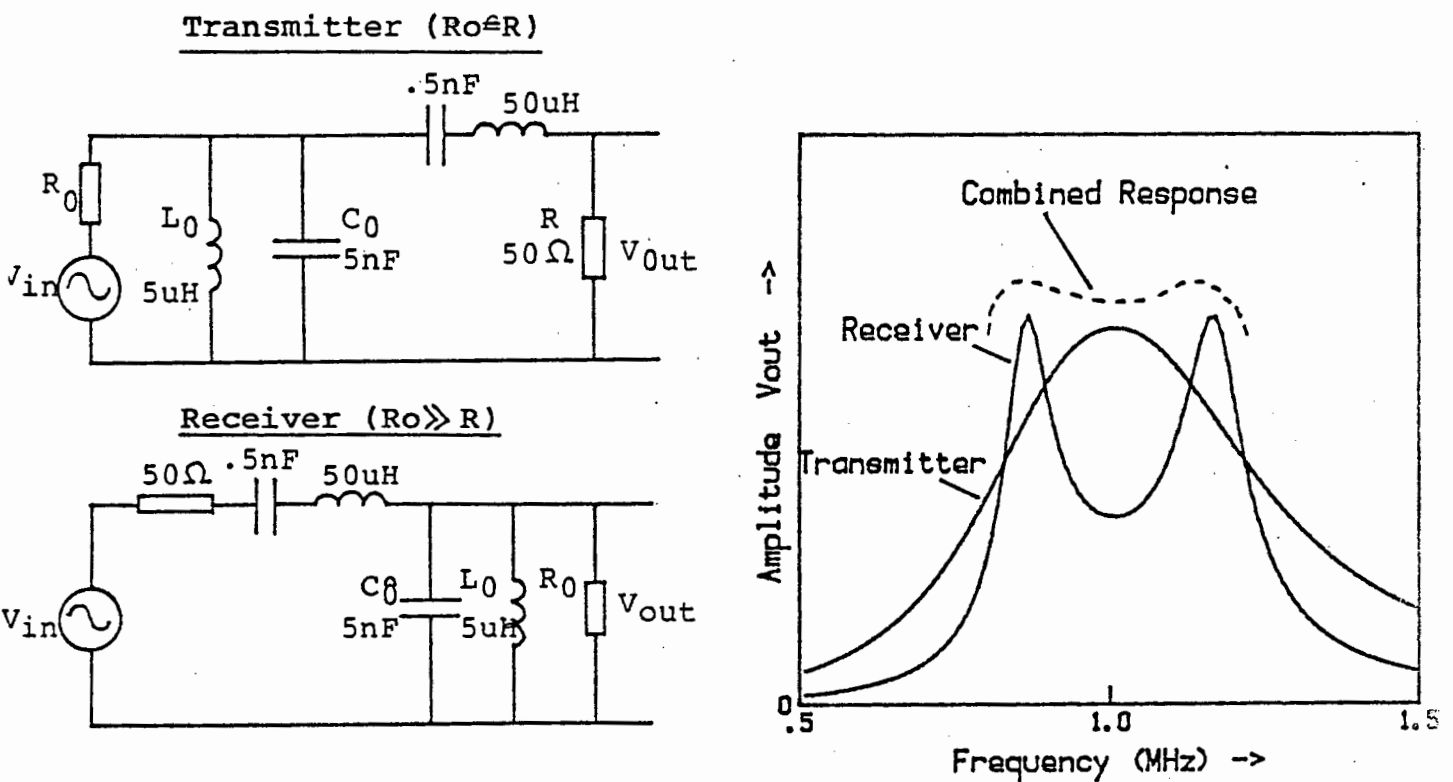 Transmitter (Ro≙R)
.5nF
50uH
R0
L0
C0
5nF
R
50Ω
V0ut
Vin
5uH
Receiver (Ro≫R)
50Ω
.5nF
50uH
Vin
C0
5nF
L0
5uH
R0
Vout
Combined Response
Receiver
Transmitter
Amplitude Vout ->
0
.5
1.0
1.5
Frequency (MHz) ->